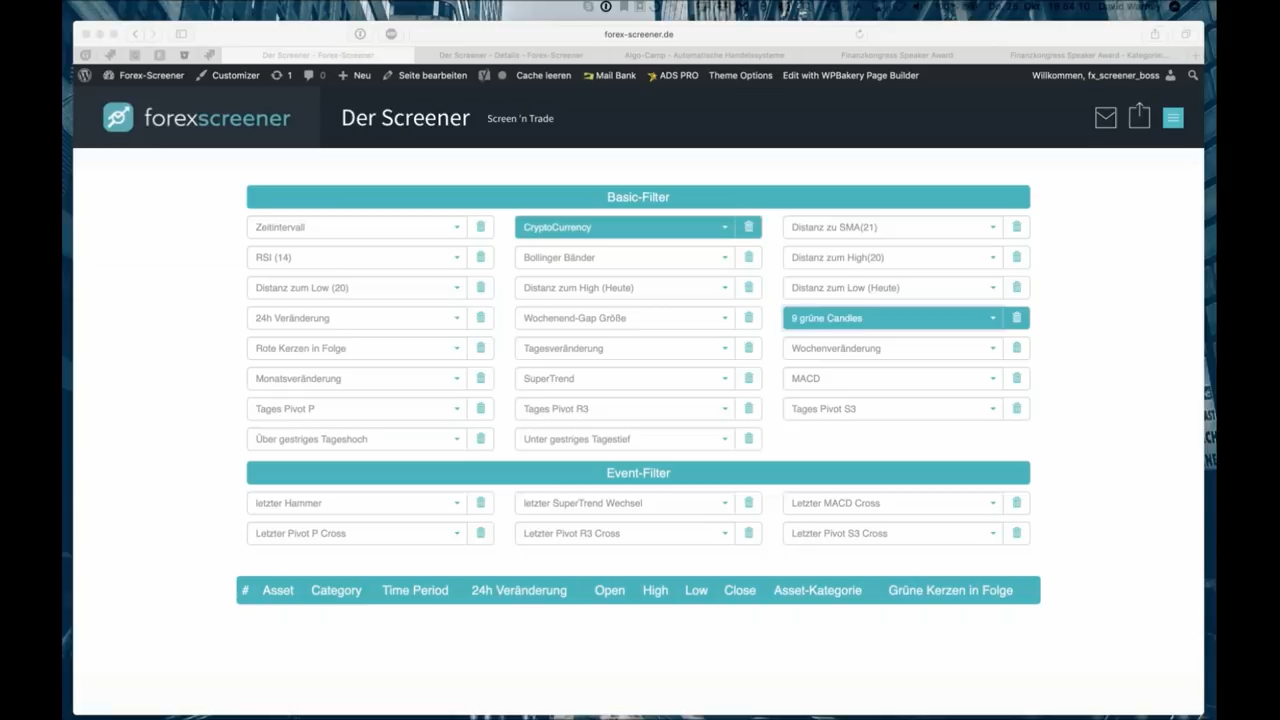 forex-screener.de
Der Screener - Forex-Screener Der Screener - Details - Forex-Screener Algo-Camp - Automatische Handelssysteme Finanzkongress Speaker Award Finanzkongress Speaker Award - Kategorie...
Forex-Screener Customizer 1 0 Neu Seite bearbeiten Cache leeren Mail Bank ADS PRO Theme Options Edit with WPBakery Page Builder Willkommen, fx_screener_boss
forexscreener Der Screener Screen 'n Trade
Basic-Filter
Zeitintervall CryptoCurrency Distanz zu SMA(21)
RSI (14) Bollinger Bänder Distanz zum High(20)
Distanz zum Low (20) Distanz zum High (Heute) Distanz zum Low (Heute)
24h Veränderung Wochenend-Gap Größe 9 grüne Candles
Rote Kerzen in Folge Tagesveränderung Wochenveränderung
Monatsveränderung SuperTrend MACD
Tages Pivot P Tages Pivot R3 Tages Pivot S3
Über gestriges Tageshoch Unter gestriges Tagestief
Event-Filter
letzter Hammer letzter SuperTrend Wechsel Letzter MACD Cross
Letzter Pivot P Cross Letzter Pivot R3 Cross Letzter Pivot S3 Cross
# Asset Category Time Period 24h Veränderung Open High Low Close Asset-Kategorie Grüne Kerzen in Folge